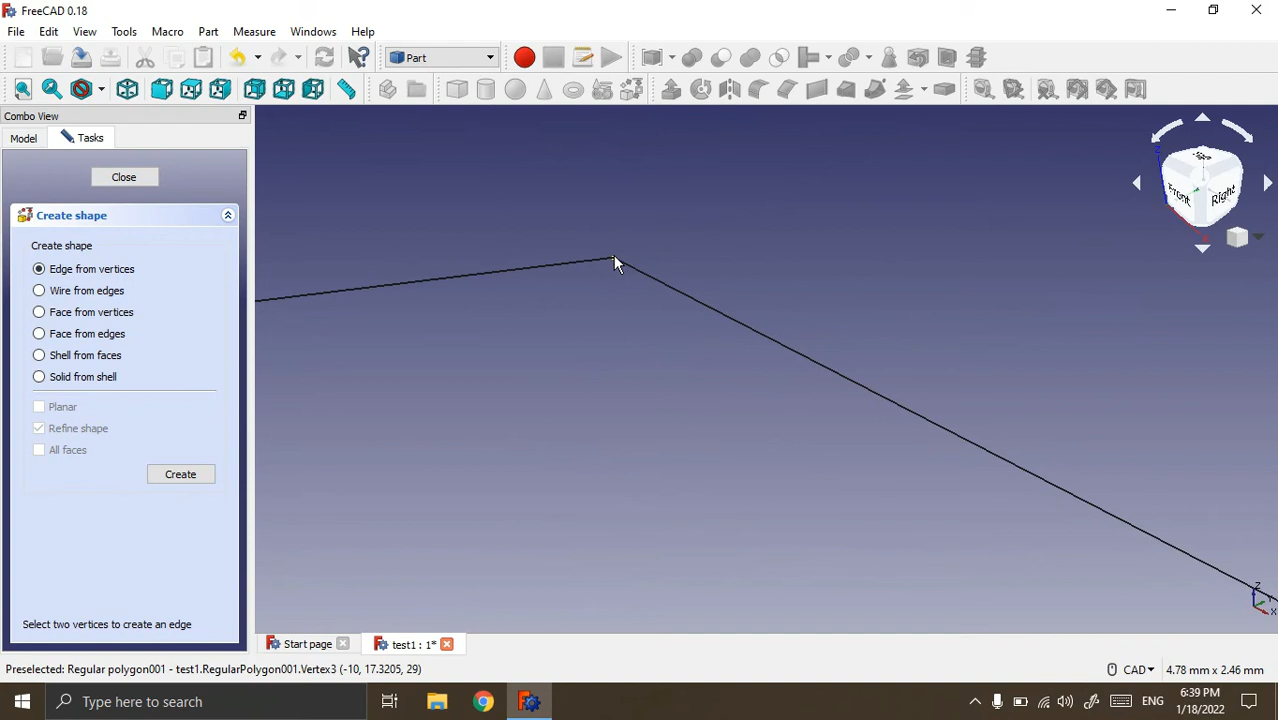 FreeCAD 0.18
File Edit View Tools Macro Part Measure Windows Help
Part
Combo View
Model Tasks
Close
Create shape
Create shape
Edge from vertices
Wire from edges
Face from vertices
Face from edges
Shell from faces
Solid from shell
Planar
Refine shape
All faces
Create
Select two vertices to create an edge
Front Right
Z
Z
Y
X
Start page test1 : 1*
Preselected: Regular polygon001 - test1.RegularPolygon001.Vertex3 (-10, 17.3205, 29) CAD 4.78 mm x 2.46 mm
Type here to search ENG 6:39 PM
1/18/2022